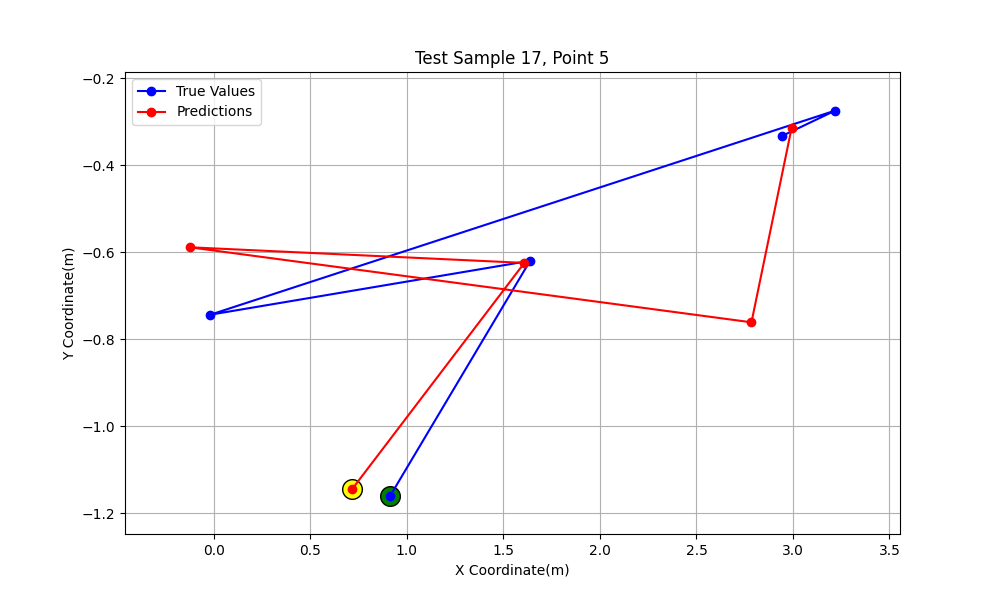 Test Sample 17, Point 5
True Values
Predictions
−0.2
−0.4
−0.6
−0.8
−1.0
−1.2
Y Coordinate(m)
0.0 0.5 1.0 1.5 2.0 2.5 3.0 3.5
X Coordinate(m)